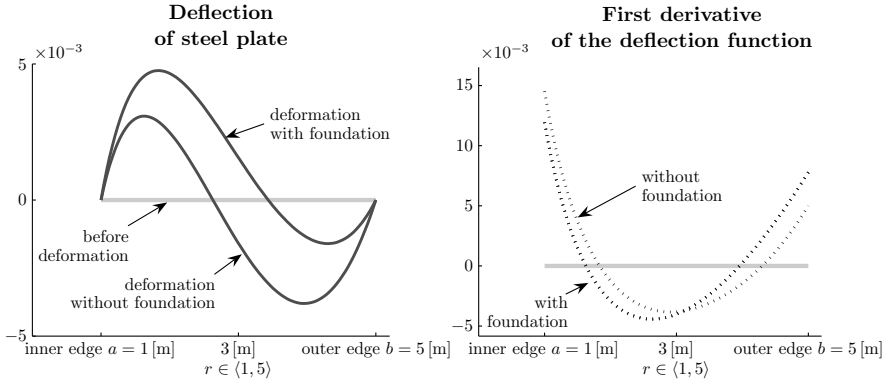 Deflection
of steel plate
×10⁻³
5
0
−5
deformation
with foundation
before
deformation
deformation
without foundation
inner edge a = 1 [m]
3 [m]
outer edge b = 5 [m]
r ∈ ⟨1, 5⟩
First derivative
of the deflection function
×10⁻³
15
10
5
0
−5
without
foundation
with
foundation
inner edge a = 1 [m]
3 [m]
outer edge b = 5 [m]
r ∈ ⟨1, 5⟩